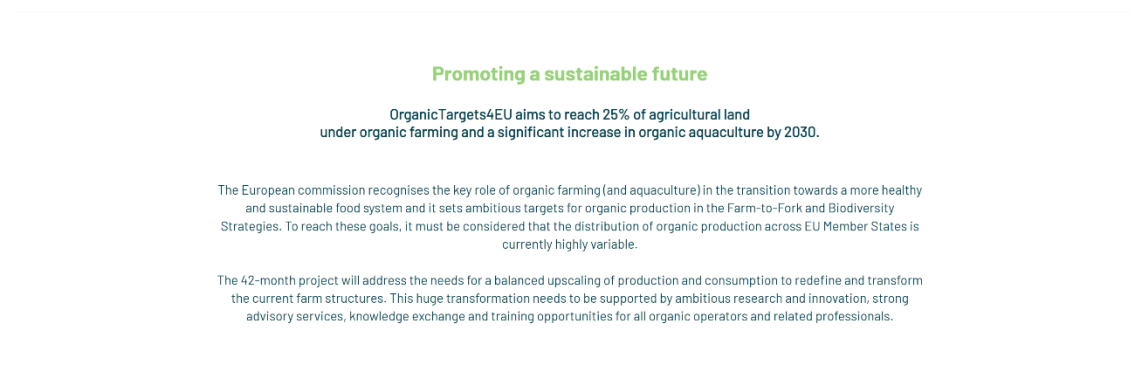 Promoting a sustainable future
OrganicTargets4EU aims to reach 25% of agricultural land
under organic farming and a significant increase in organic aquaculture by 2030.
The European commission recognises the key role of organic farming (and aquaculture) in the transition towards a more healthy
and sustainable food system and it sets ambitious targets for organic production in the Farm-to-Fork and Biodiversity
Strategies. To reach these goals, it must be considered that the distribution of organic production across EU Member States is
currently highly variable.
The 42-month project will address the needs for a balanced upscaling of production and consumption to redefine and transform
the current farm structures. This huge transformation needs to be supported by ambitious research and innovation, strong
advisory services, knowledge exchange and training opportunities for all organic operators and related professionals.